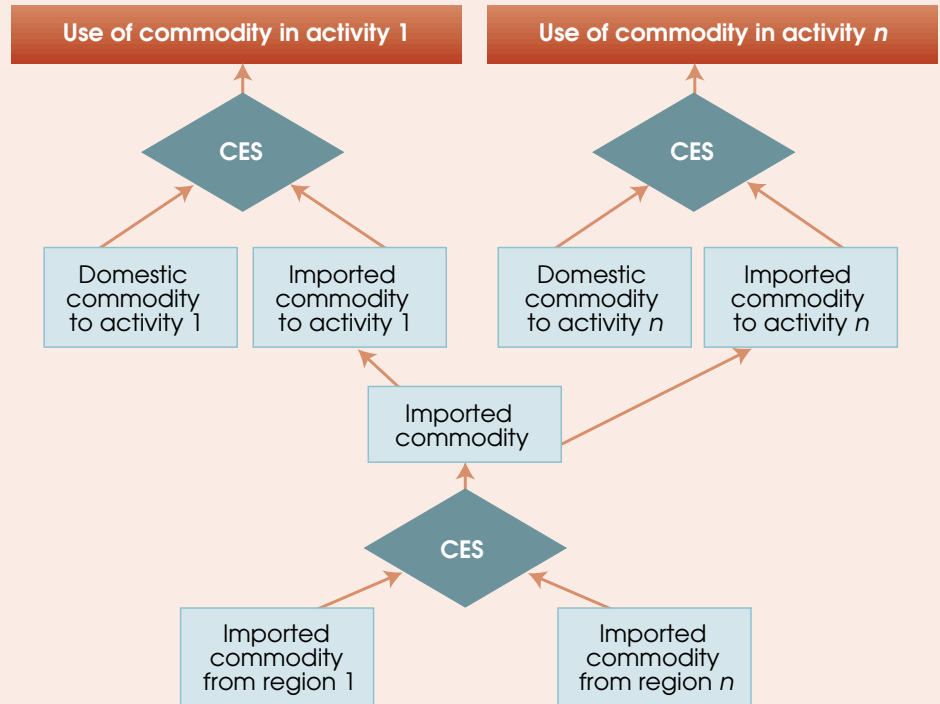 Use of commodity in activity 1
Use of commodity in activity n
CES
CES
Domestic
commodity
to activity 1
Imported
commodity
to activity 1
Domestic
commodity
to activity n
Imported
commodity
to activity n
Imported
commodity
CES
Imported
commodity
from region 1
Imported
commodity
from region n